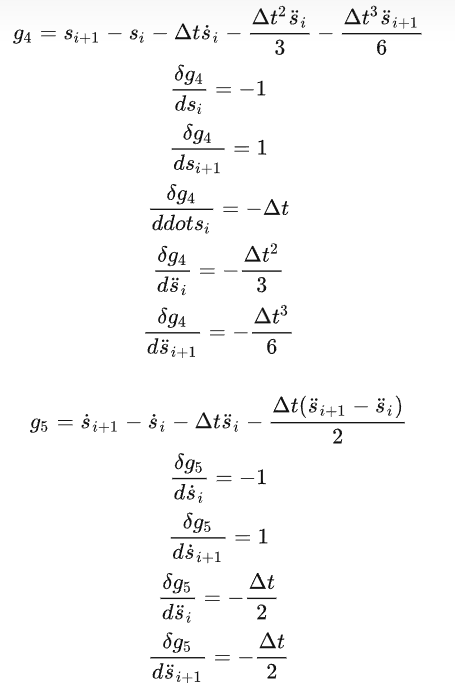 $g_4 = s_{i+1} - s_i - \Delta t \dot{s}_i - \frac{\Delta t^2 \ddot{s}_i}{3} - \frac{\Delta t^3 \ddot{s}_{i+1}}{6}$
$\frac{\delta g_4}{ds_i} = -1$
$\frac{\delta g_4}{ds_{i+1}} = 1$
$\frac{\delta g_4}{ddots_i} = -\Delta t$
$\frac{\delta g_4}{d\ddot{s}_i} = -\frac{\Delta t^2}{3}$
$\frac{\delta g_4}{d\ddot{s}_{i+1}} = -\frac{\Delta t^3}{6}$
$g_5 = \dot{s}_{i+1} - \dot{s}_i - \Delta t \ddot{s}_i - \frac{\Delta t(\ddot{s}_{i+1} - \ddot{s}_i)}{2}$
$\frac{\delta g_5}{d\dot{s}_i} = -1$
$\frac{\delta g_5}{d\dot{s}_{i+1}} = 1$
$\frac{\delta g_5}{d\ddot{s}_i} = -\frac{\Delta t}{2}$
$\frac{\delta g_5}{d\ddot{s}_{i+1}} = -\frac{\Delta t}{2}$